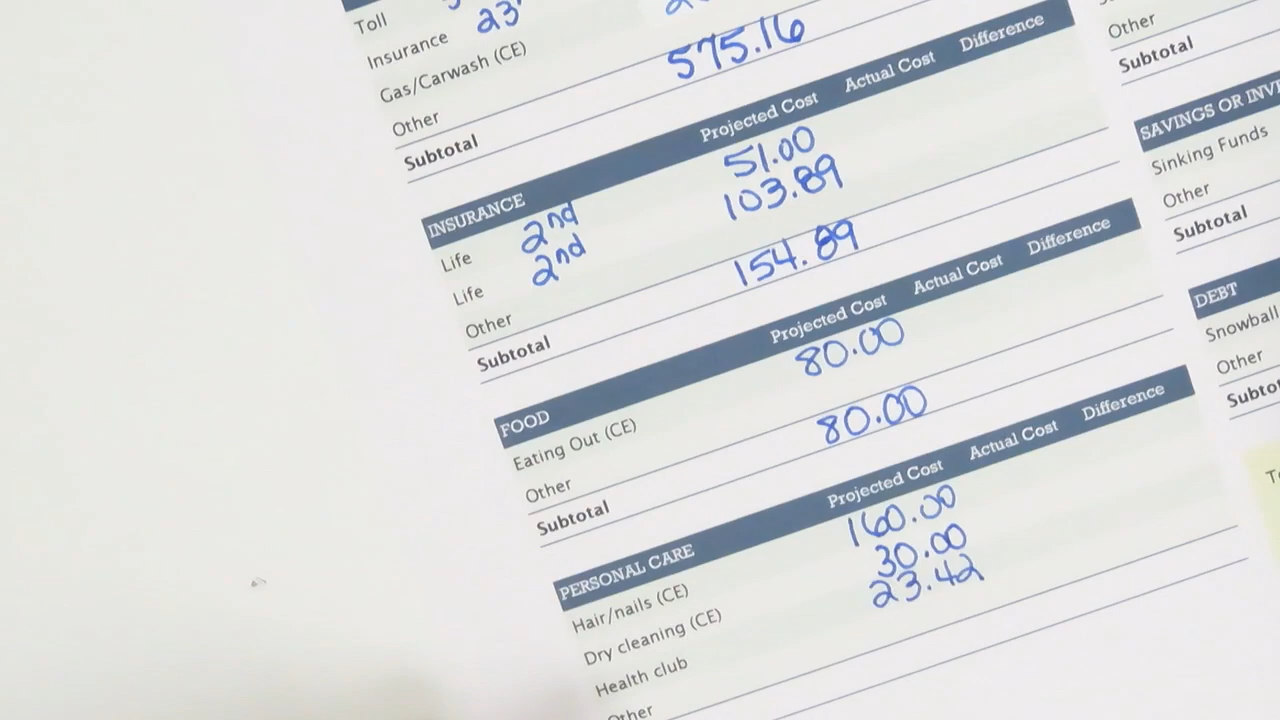 Toll
Insurance 23
Gas/Carwash (CE)
Other
Subtotal 575.16
INSURANCE Projected Cost Actual Cost Difference
Life 2nd 51.00
Life 2nd 103.89
Other
Subtotal 154.89
FOOD Projected Cost Actual Cost Difference
Eating Out (CE) 80.00
Other
Subtotal 80.00
PERSONAL CARE Projected Cost Actual Cost Difference
Hair/nails (CE) 160.00
Dry cleaning (CE) 30.00
Health club 23.42
Other
Other
Subtotal
SAVINGS OR INVE
Sinking Funds
Other
Subtotal
DEBT
Snowball
Other
Subto